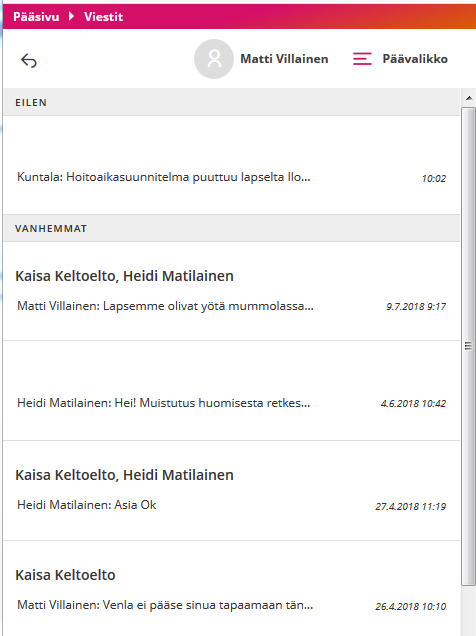 Pääsivu Viestit
Matti Villainen Päävalikko
EILEN
Kuntala: Hoitoaikasuunnitelma puuttuu lapselta Ilo... 10:02
VANHEMMAT
Kaisa Keltoelto, Heidi Matilainen
Matti Villainen: Lapsemme olivat yötä mummolassa... 9.7.2018 9:17
Heidi Matilainen: Hei! Muistutus huomisesta retkes... 4.6.2018 10:42
Kaisa Keltoelto, Heidi Matilainen
Heidi Matilainen: Asia Ok 27.4.2018 11:19
Kaisa Keltoelto
Matti Villainen: Venla ei pääse sinua tapaamaan tän... 26.4.2018 10:10